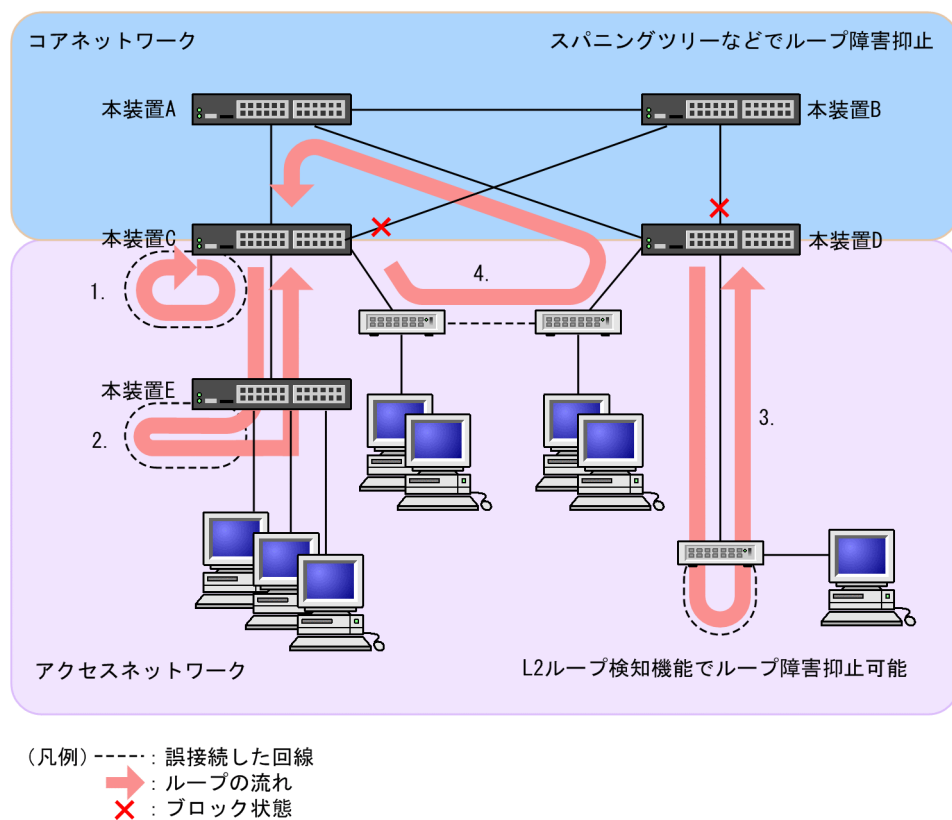 コアネットワーク
スパニングツリーなどでループ障害抑止
本装置A
本装置B
本装置C
本装置D
1.
4.
本装置E
2.
3.
アクセスネットワーク
L2ループ検知機能でループ障害抑止可能
(凡例) ----- : 誤接続した回線
: ループの流れ
: ブロック状態